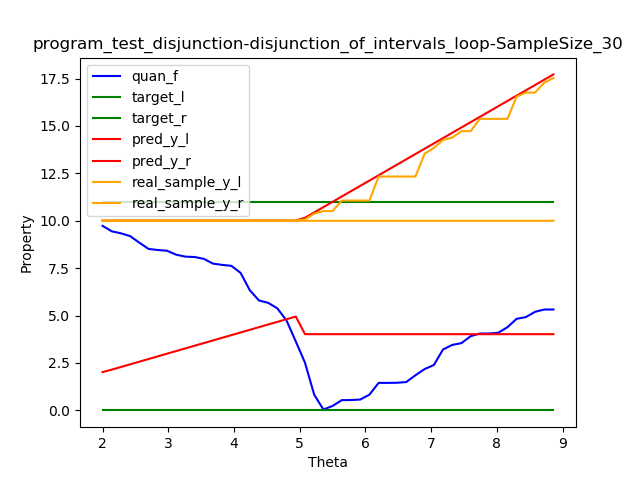 program_test_disjunction-disjunction_of_intervals_loop-SampleSize_30
quan_f
target_l
target_r
pred_y_l
pred_y_r
real_sample_y_l
real_sample_y_r
17.5
15.0
12.5
10.0
7.5
5.0
2.5
0.0
Property
2
3
4
5
6
7
8
9
Theta